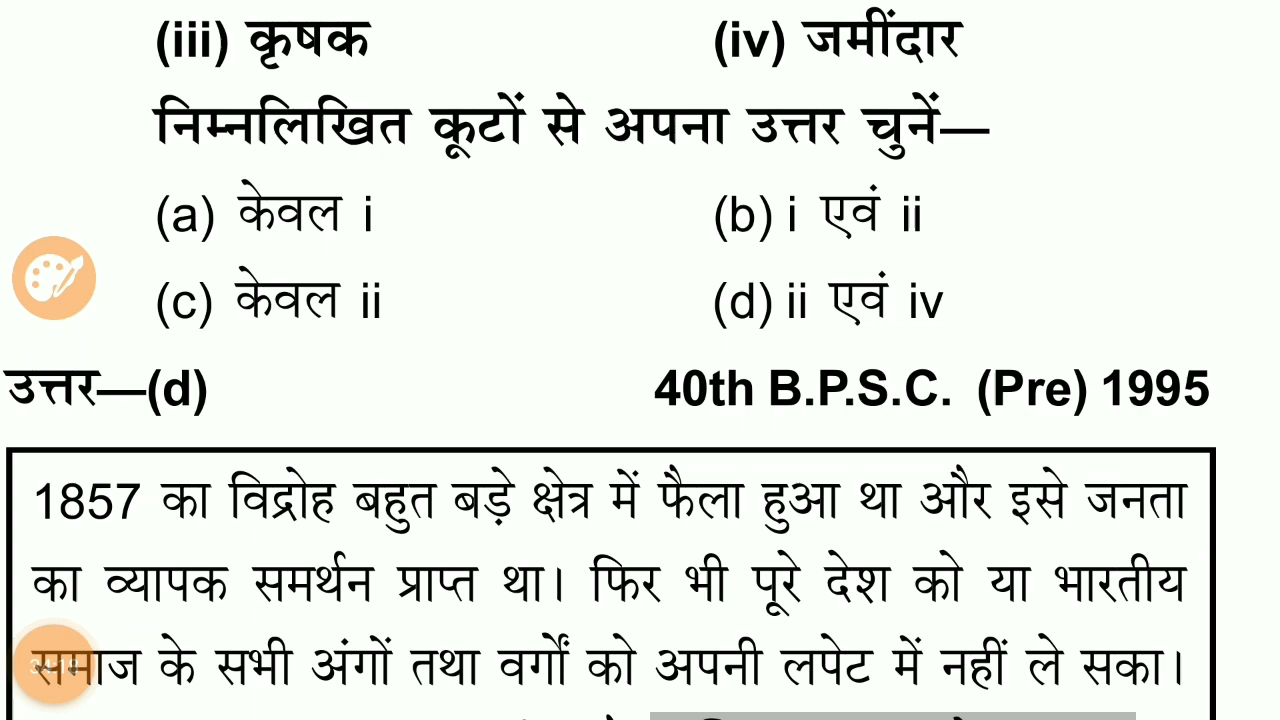 (iii) कृषक (iv) जमींदार
निम्नलिखित कूटों से अपना उत्तर चुनें—
(a) केवल i (b) i एवं ii
(c) केवल ii (d) ii एवं iv
उत्तर—(d) 40th B.P.S.C. (Pre) 1995
1857 का विद्रोह बहुत बड़े क्षेत्र में फैला हुआ था और इसे जनता
का व्यापक समर्थन प्राप्त था। फिर भी पूरे देश को या भारतीय
समाज के सभी अंगों तथा वर्गों को अपनी लपेट में नहीं ले सका।